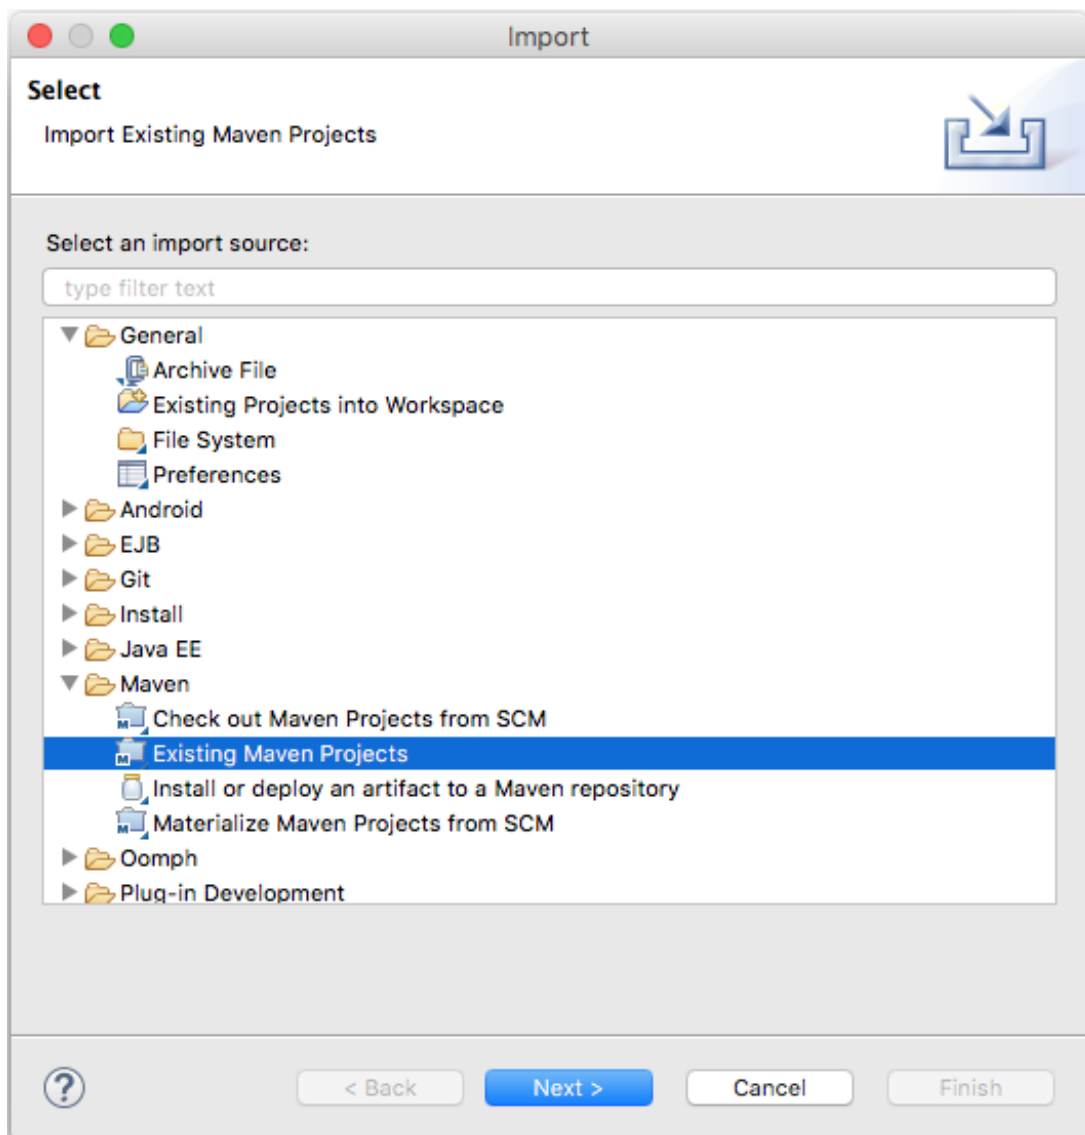 Import
Select
Import Existing Maven Projects
Select an import source:
type filter text
General
Archive File
Existing Projects into Workspace
File System
Preferences
Android
EJB
Git
Install
Java EE
Maven
Check out Maven Projects from SCM
M Existing Maven Projects
Install or deploy an artifact to a Maven repository
Materialize Maven Projects from SCM
Oomph
Plug-in Development
? < Back Next > Cancel Finish